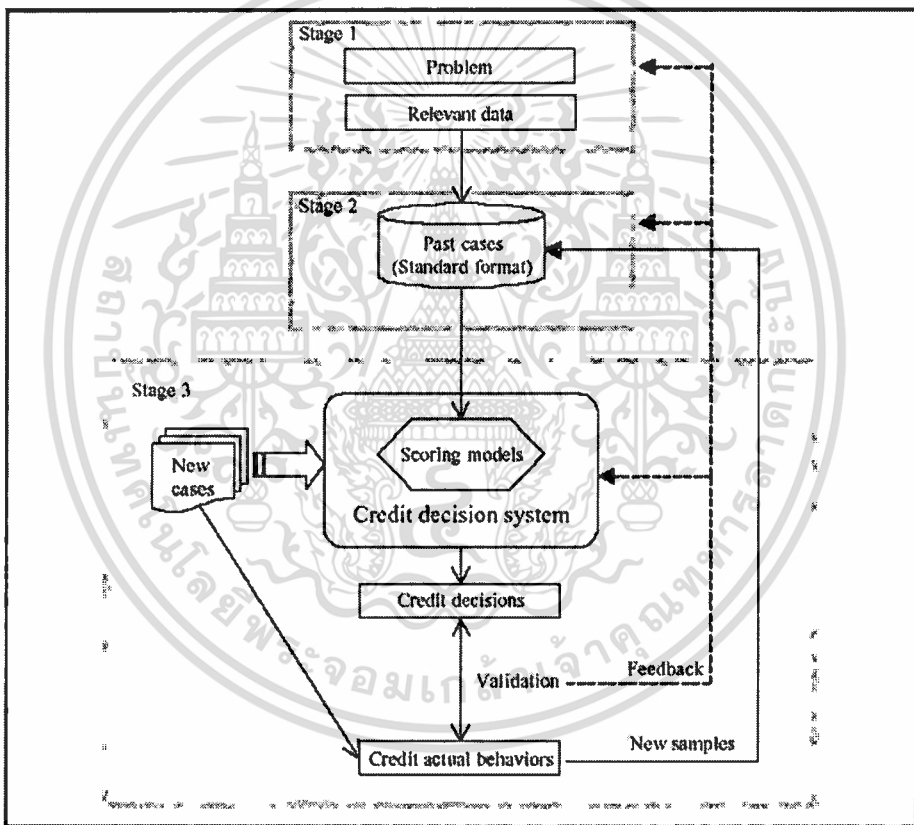 Stage 1
Problem
Relevant data
Stage 2
Past cases
(Standard format)
Stage 3
New
cases
Scoring models
Credit decision system
Credit decisions
Validation
Feedback
Credit actual behaviors
New samples